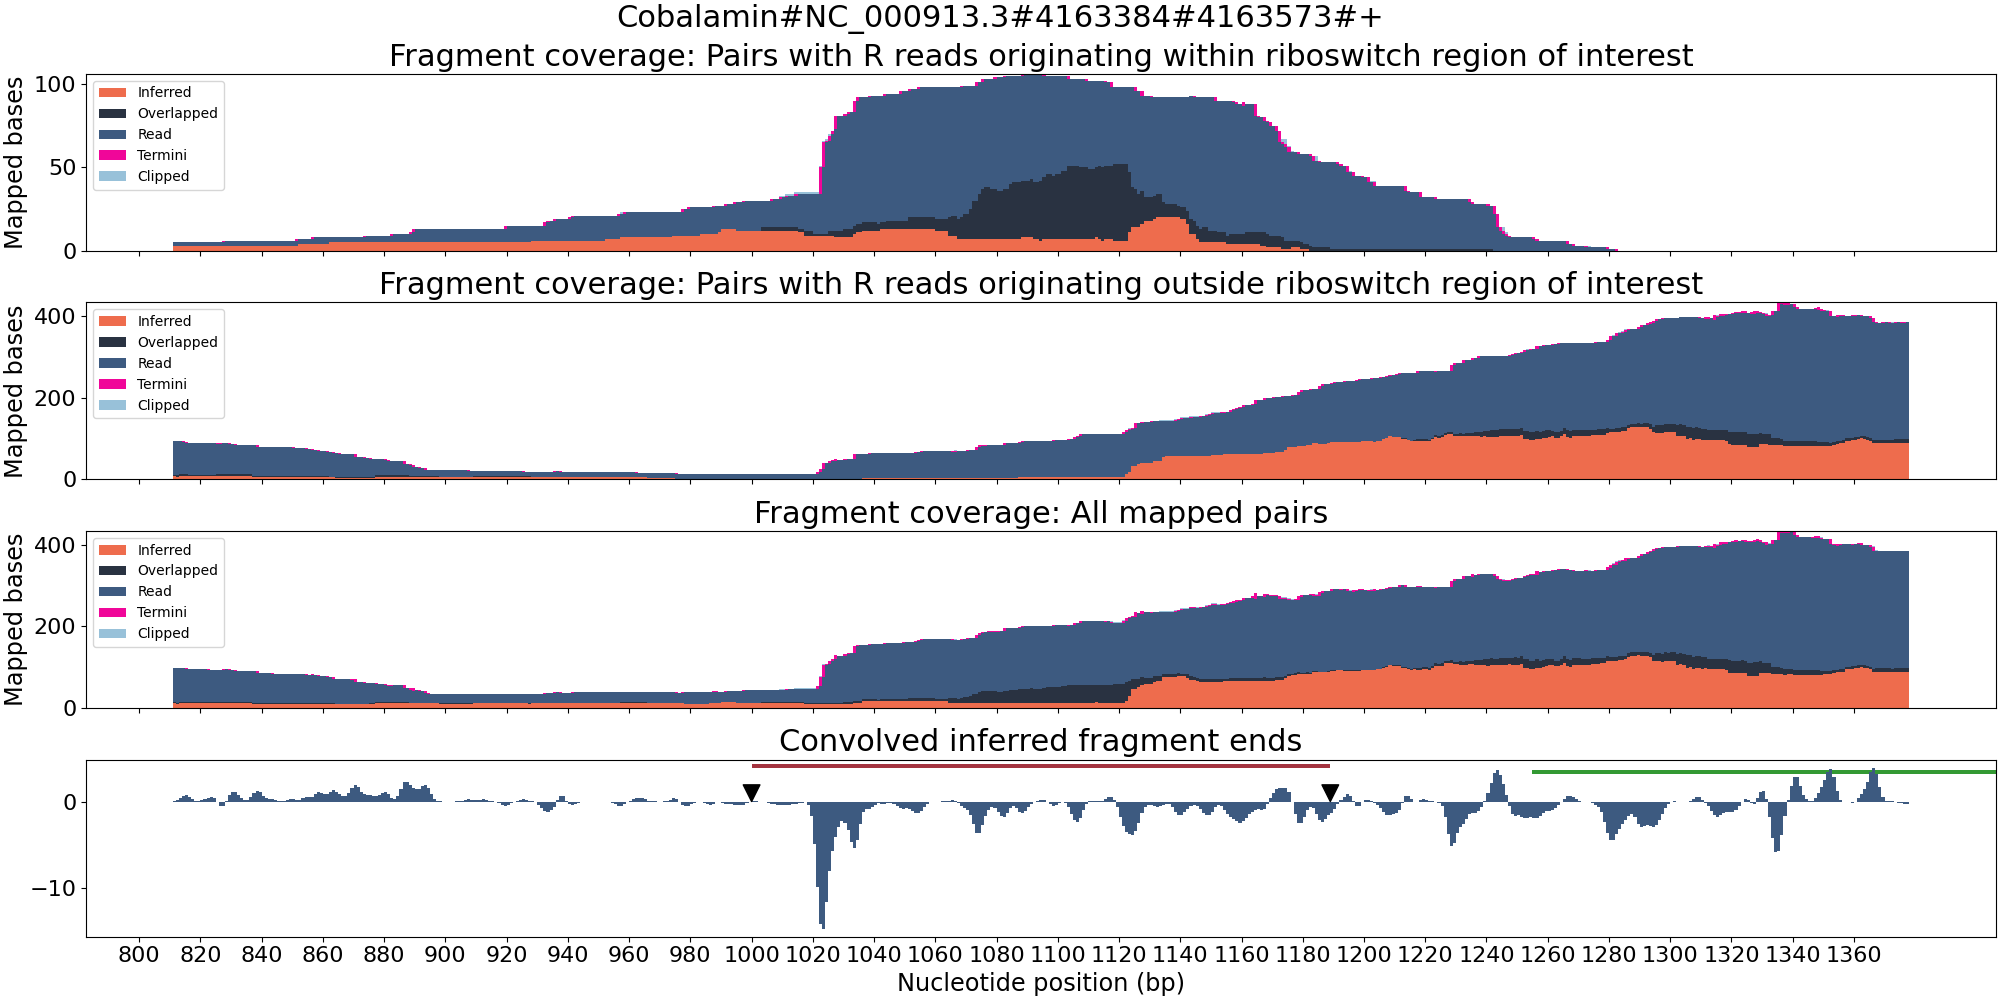 Cobalamin#NC_000913.3#4163384#4163573#+
Fragment coverage: Pairs with R reads originating within riboswitch region of interest
Mapped bases
100
50
0
Inferred
Overlapped
Read
Termini
Clipped
Fragment coverage: Pairs with R reads originating outside riboswitch region of interest
Mapped bases
400
200
0
Inferred
Overlapped
Read
Termini
Clipped
Fragment coverage: All mapped pairs
Mapped bases
400
200
0
Inferred
Overlapped
Read
Termini
Clipped
Convolved inferred fragment ends
0
−10
800 820 840 860 880 900 920 940 960 980 1000 1020 1040 1060 1080 1100 1120 1140 1160 1180 1200 1220 1240 1260 1280 1300 1320 1340 1360
Nucleotide position (bp)